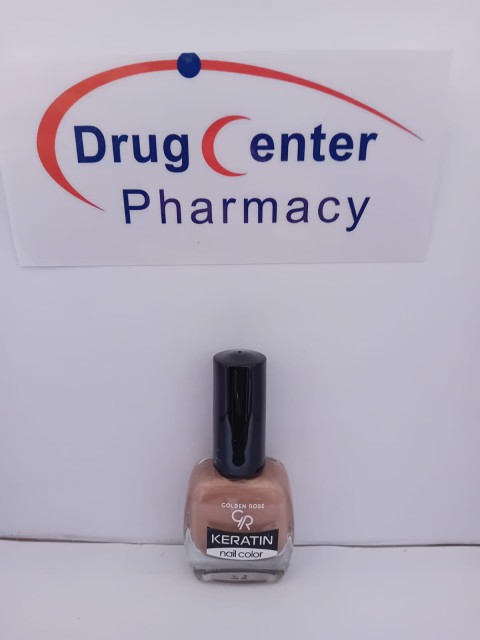 Drug Center
Pharmacy
GOLDEN ROSE
GR
KERATIN
nail color